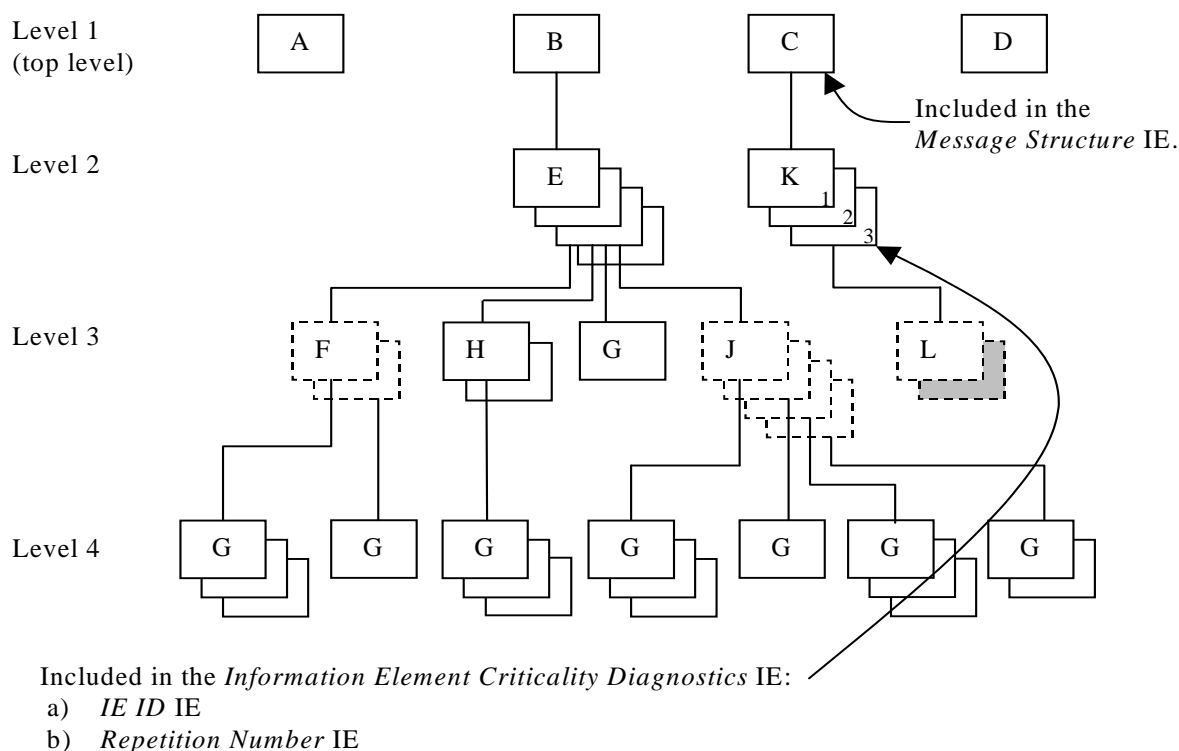 Level 1
(top level)
A
B
C
D
Included in the
Message Structure IE.
Level 2
E
K
1
2
3
Level 3
F
H
G
J
L
Level 4
G
G
G
G
G
G
G
Included in the Information Element Criticality Diagnostics IE:
a) IE ID IE
b) Repetition Number IE